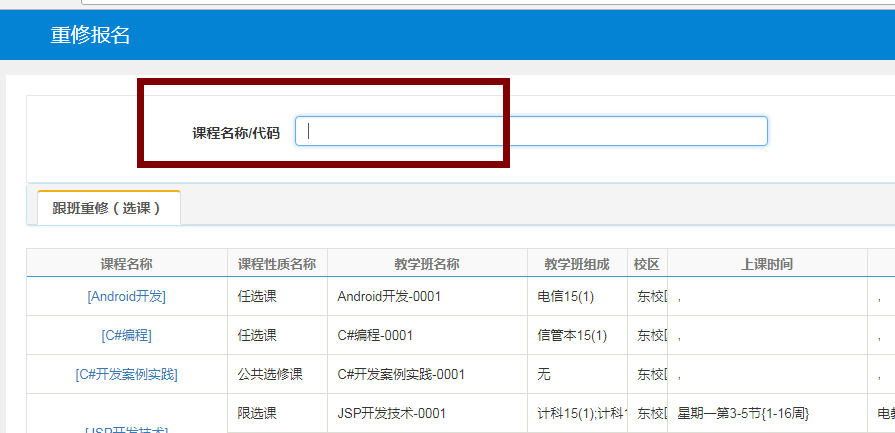 重修报名
课程名称/代码
跟班重修（选课）
课程名称 课程性质名称 教学班名称 教学班组成 校区 上课时间
[Android开发] 任选课 Android开发-0001 电信15(1) 东校区 , ,
[C#编程] 任选课 C#编程-0001 信管本15(1) 东校区 , ,
[C#开发案例实践] 公共选修课 C#开发案例实践-0001 无 东校区 , ,
[JSP开发技术] 限选课 JSP开发技术-0001 计科15(1);计科1 东校区 星期一第3-5节{1-16周} 电教